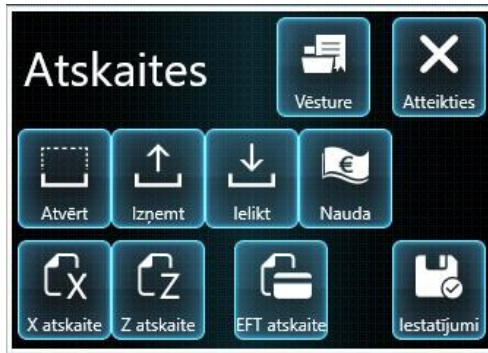 Atskaites
Vēsture
Atteikties
Atvērt
Izņemt
Ielikt
€
Nauda
X
X atskaite
Z
Z atskaite
EFT atskaite
Iestatījumi